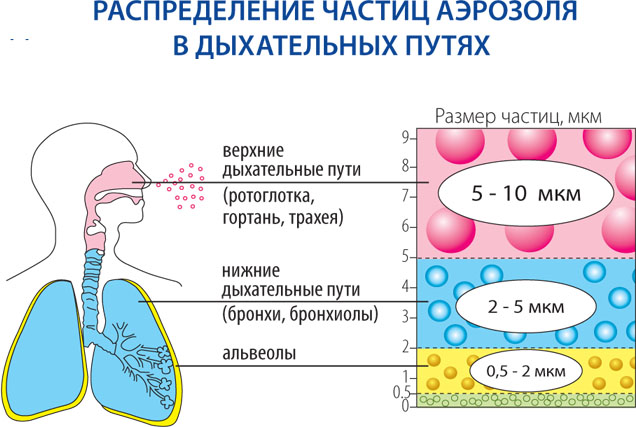 РАСПРЕДЕЛЕНИЕ ЧАСТИЦ АЭРОЗОЛЯ
В ДЫХАТЕЛЬНЫХ ПУТЯХ
Размер частиц, мкм
верхние
дыхательные пути
(ротоглотка,
гортань, трахея)
нижние
дыхательные пути
(бронхи, бронхиолы)
альвеолы
9
8
7
6
5
4
3
2
1
0.5
0
5 - 10 мкм
2 - 5 мкм
0,5 - 2 мкм